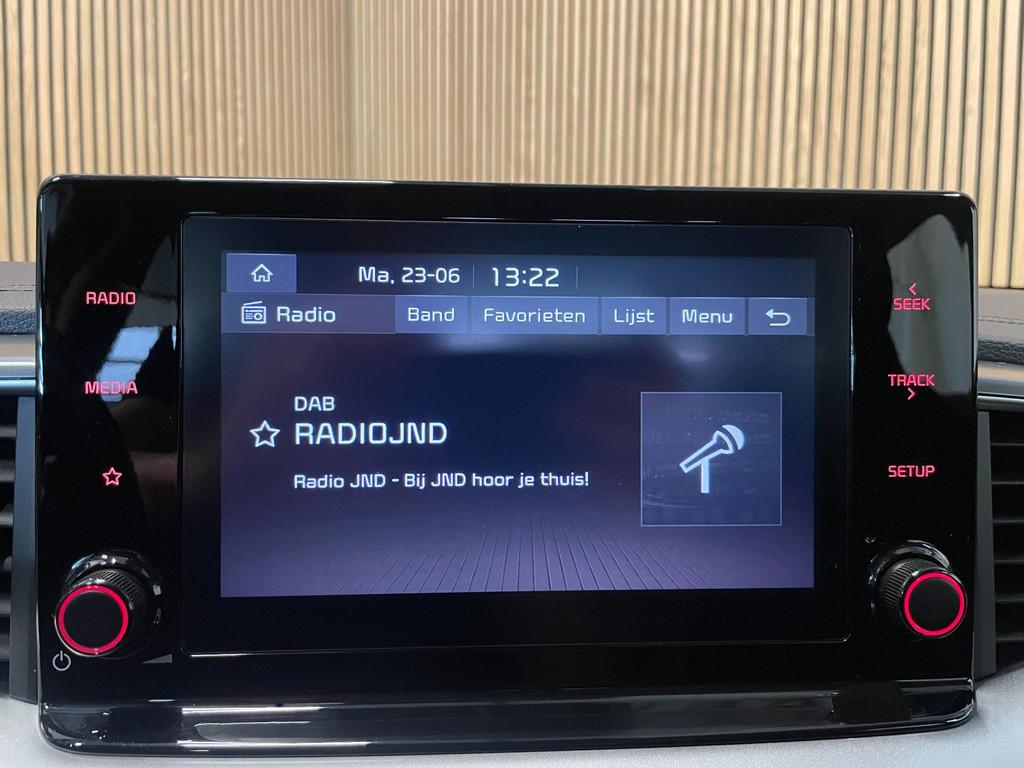 Ma. 23-06 13:22
Radio Band Favorieten Lijst Menu
DAB
RADIOJND
Radio JND - Bij JND hoor je thuis!
RADIO
MEDIA
SEEK
TRACK
SETUP